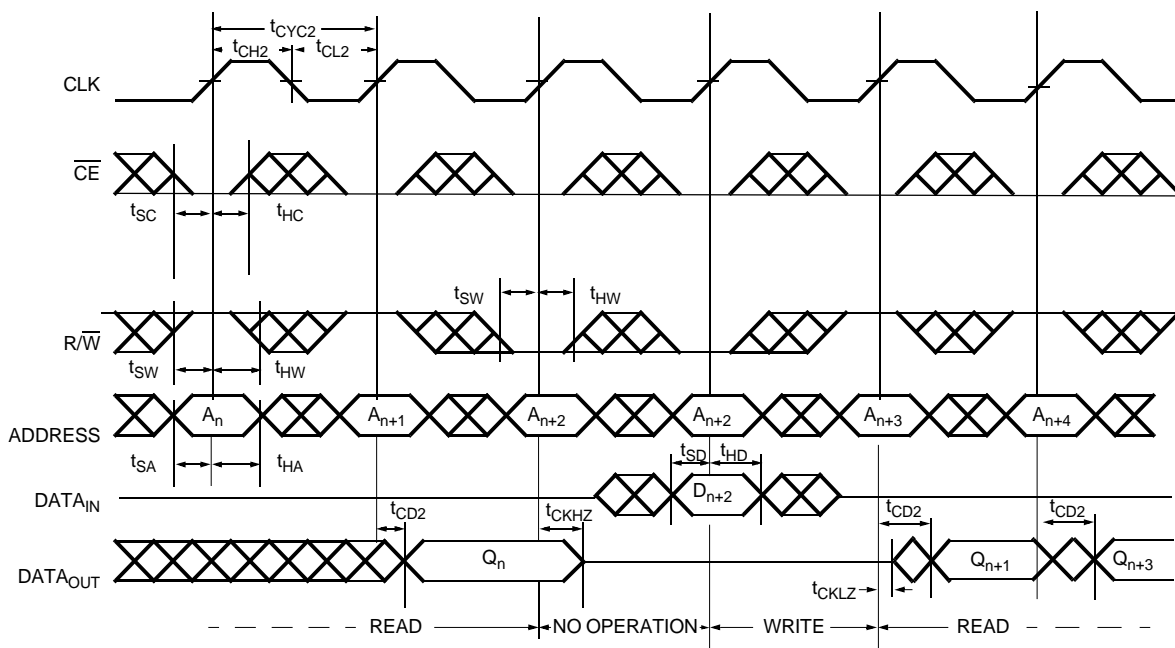 tCYC2
tCH2 tCL2
CLK
CE
tSC tHC
tSW tHW
R/W
tSW tHW
An An+1 An+2 An+2 An+3 An+4
ADDRESS
tSA tHA tSD tHD
DATAIN Dn+2
tCD2 tCKHZ tCD2 tCD2
Qn Qn+1 Qn+3
DATAOUT
tCKLZ
READ NO OPERATION WRITE READ